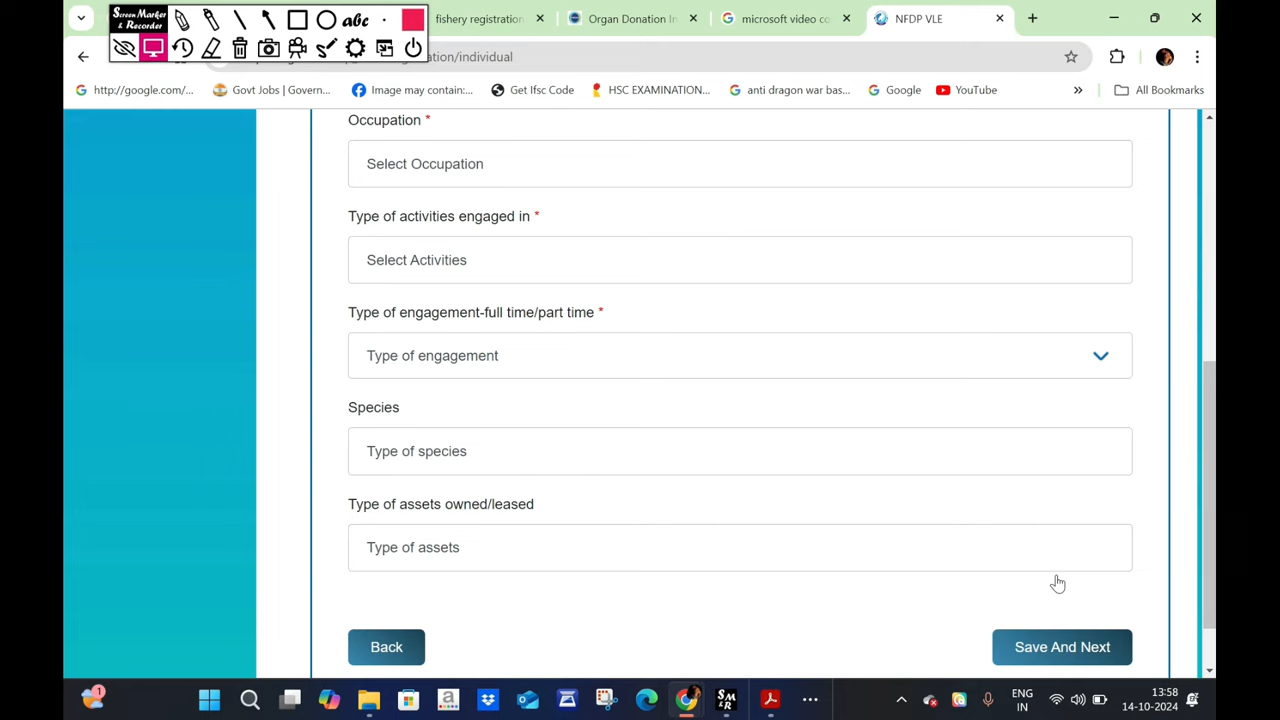 Screen Marker
& Recorder
abc
fishery registration
Organ Donation In
microsoft video co
NFDP VLE
ation/individual
http://google.com/...
Govt Jobs | Govern...
Image may contain:...
Get Ifsc Code
HSC EXAMINATION...
anti dragon war bas...
Google
YouTube
All Bookmarks
Occupation *
Select Occupation
Type of activities engaged in *
Select Activities
Type of engagement-full time/part time *
Type of engagement
Species
Type of species
Type of assets owned/leased
Type of assets
Back
Save And Next
1
a
SM
&R
ENG
IN
13:58
14-10-2024